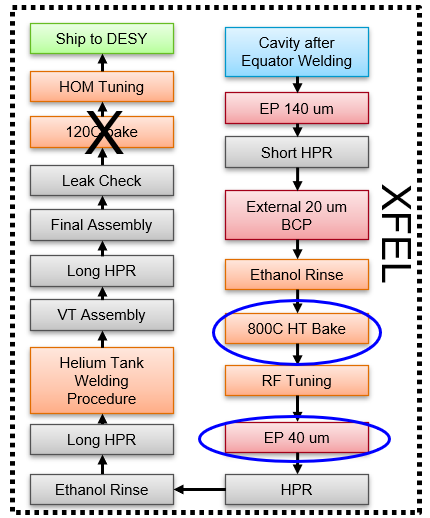 Cavity after
Equator Welding
EP 140 um
Short HPR
External 20 um
BCP
Ethanol Rinse
800C HT Bake
RF Tuning
EP 40 um
HPR
Ethanol Rinse
Long HPR
Helium Tank
Welding
Procedure
VT Assembly
Long HPR
Final Assembly
Leak Check
120C bake
HOM Tuning
Ship to DESY
XFEL